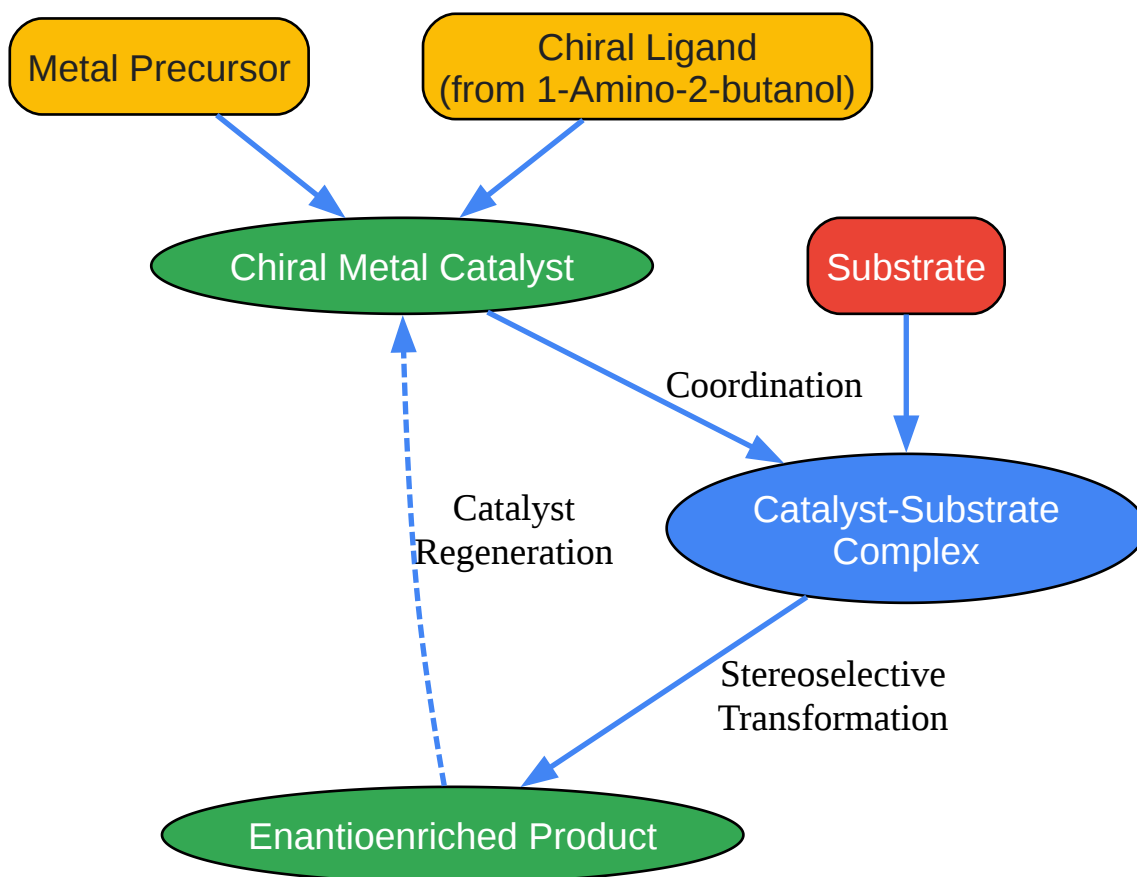 Metal Precursor
Chiral Ligand
(from 1-Amino-2-butanol)
Chiral Metal Catalyst
Substrate
Coordination
Catalyst
Regeneration
Catalyst-Substrate
Complex
Stereoselective
Transformation
Enantioenriched Product